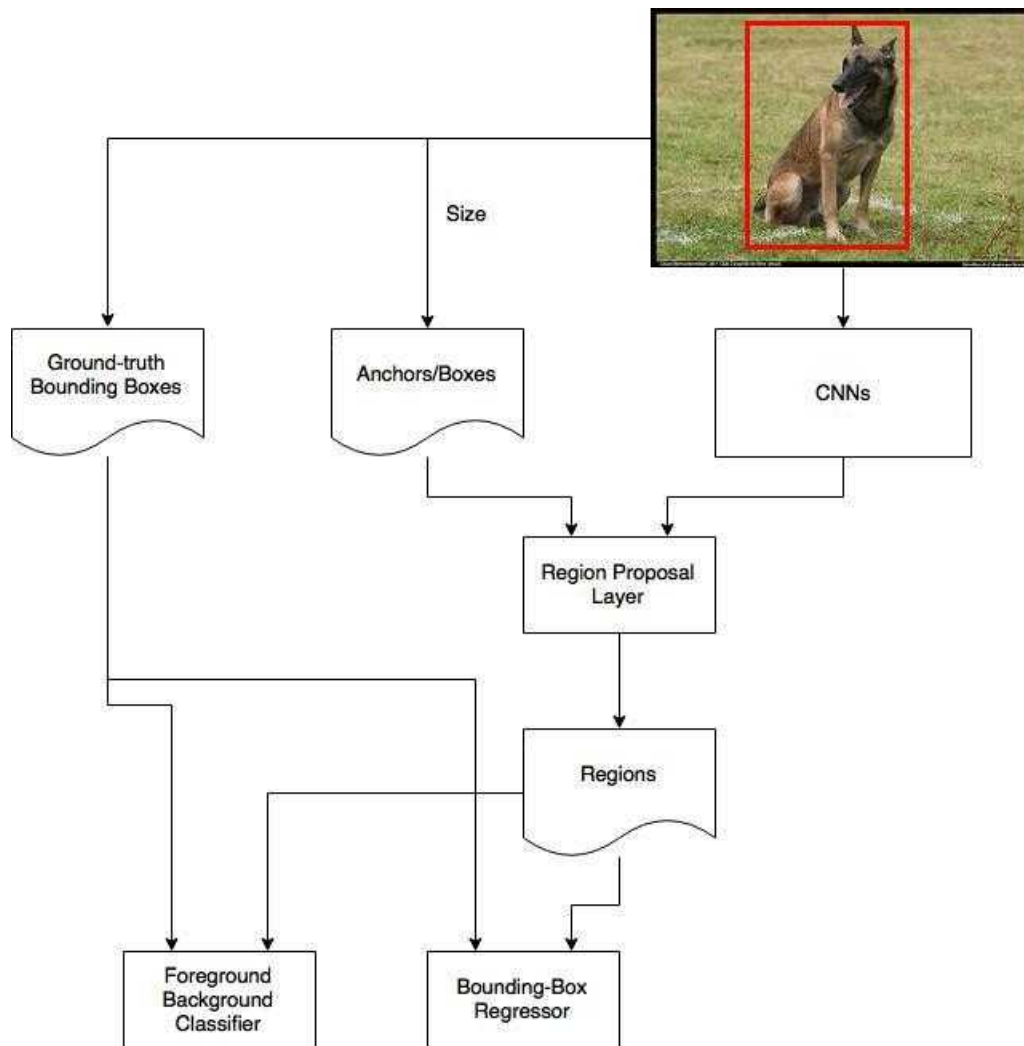 Size
Ground-truth
Bounding Boxes
Anchors/Boxes
CNNs
Region Proposal
Layer
Regions
Foreground
Background
Classifier
Bounding-Box
Regressor